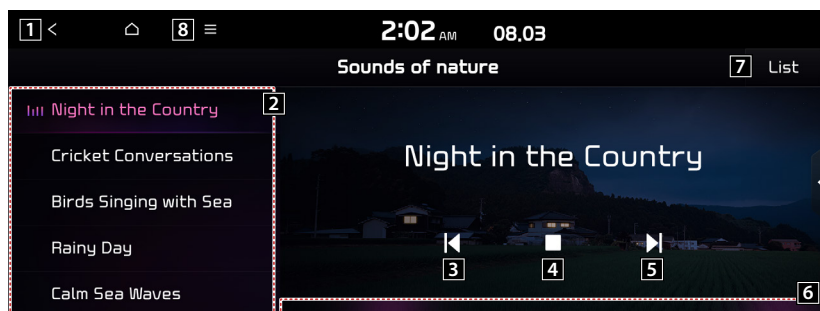 1 8 2:02 AM 08.03
Sounds of nature 7 List
Night in the Country 2
Cricket Conversations
Birds Singing with Sea
Rainy Day
Calm Sea Waves
Night in the Country
3 4 5
6